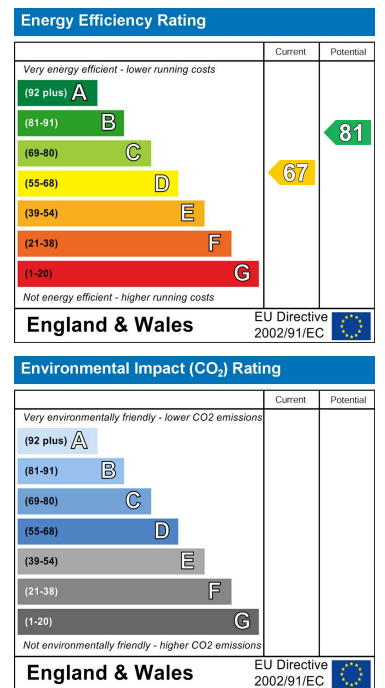 Energy Efficiency Rating
Current Potential
Very energy efficient - lower running costs
(92 plus) A
(81-91) B
81
(69-80) C
67
(55-68) D
(39-54) E
(21-38) F
(1-20) G
Not energy efficient - higher running costs
England & Wales
EU Directive
2002/91/EC
Environmental Impact (CO2) Rating
Current Potential
Very environmentally friendly - lower CO2 emissions
(92 plus) A
(81-91) B
(69-80) C
(55-68) D
(39-54) E
(21-38) F
(1-20) G
Not environmentally friendly - higher CO2 emissions
England & Wales
EU Directive
2002/91/EC